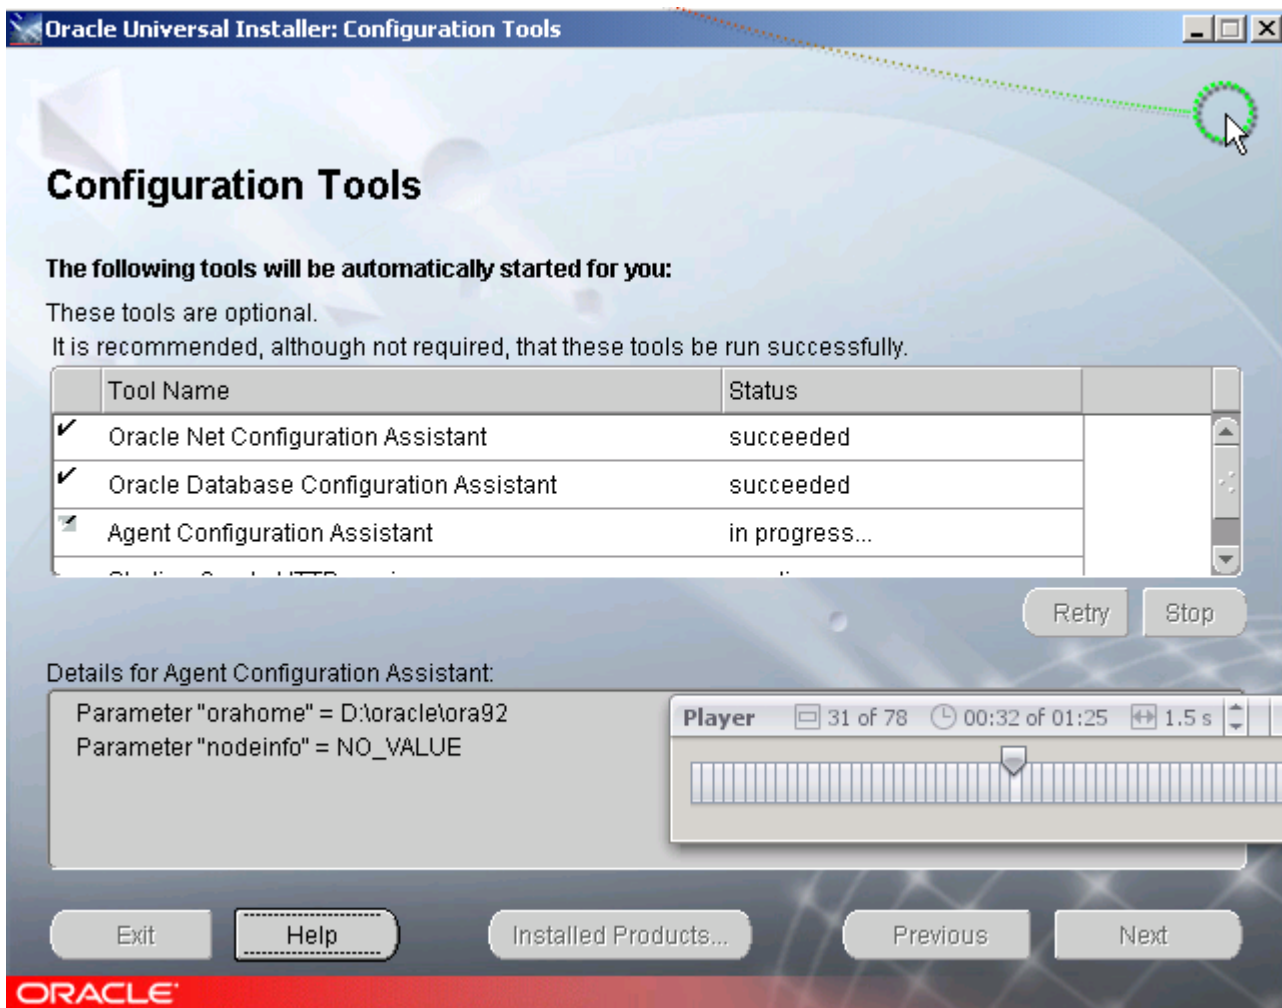 Oracle Universal Installer: Configuration Tools
Configuration Tools
The following tools will be automatically started for you:
These tools are optional.
It is recommended, although not required, that these tools be run successfully.
Tool Name Status
Oracle Net Configuration Assistant succeeded
Oracle Database Configuration Assistant succeeded
Agent Configuration Assistant in progress...
Retry Stop
Details for Agent Configuration Assistant:
Parameter "orahome" = D:\oracle\ora92
Parameter "nodeinfo" = NO_VALUE
Player 31 of 78 00:32 of 01:25 1.5 s
Exit Help Installed Products... Previous Next
ORACLE